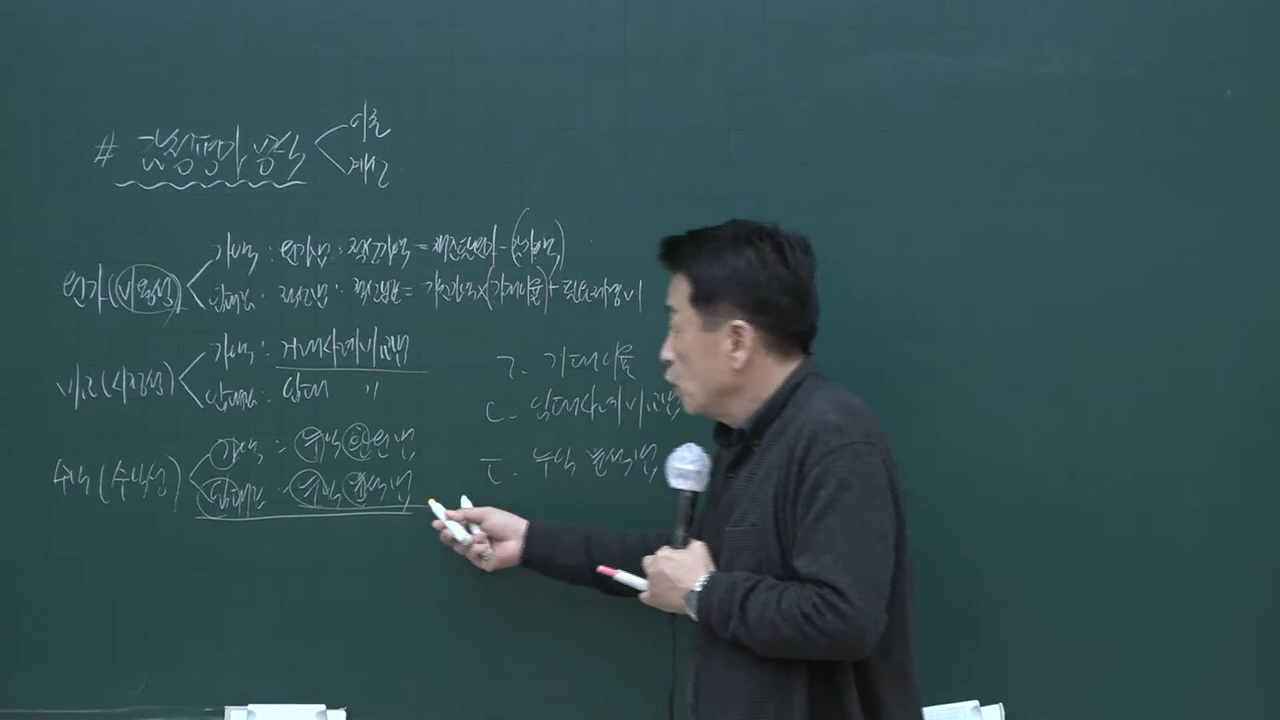 # 감정평가 방식
이론
계산
원가(비용성)
가액 : 원가법 : 적산가액 = 재조달원가 - (감가액)
임대료 : 적산법 : 적산임료 = 기초가액 × (기대이율) + 필요제경비
비교(시장성)
가액 : 거래사례비교법
임대료 : 임대 〃
수익(수익성)
가액 : 수익환원법
임대료 : 수익분석법
ㄱ. 기대이율
ㄴ. 임대사례비교법
ㄷ. 수익분석법